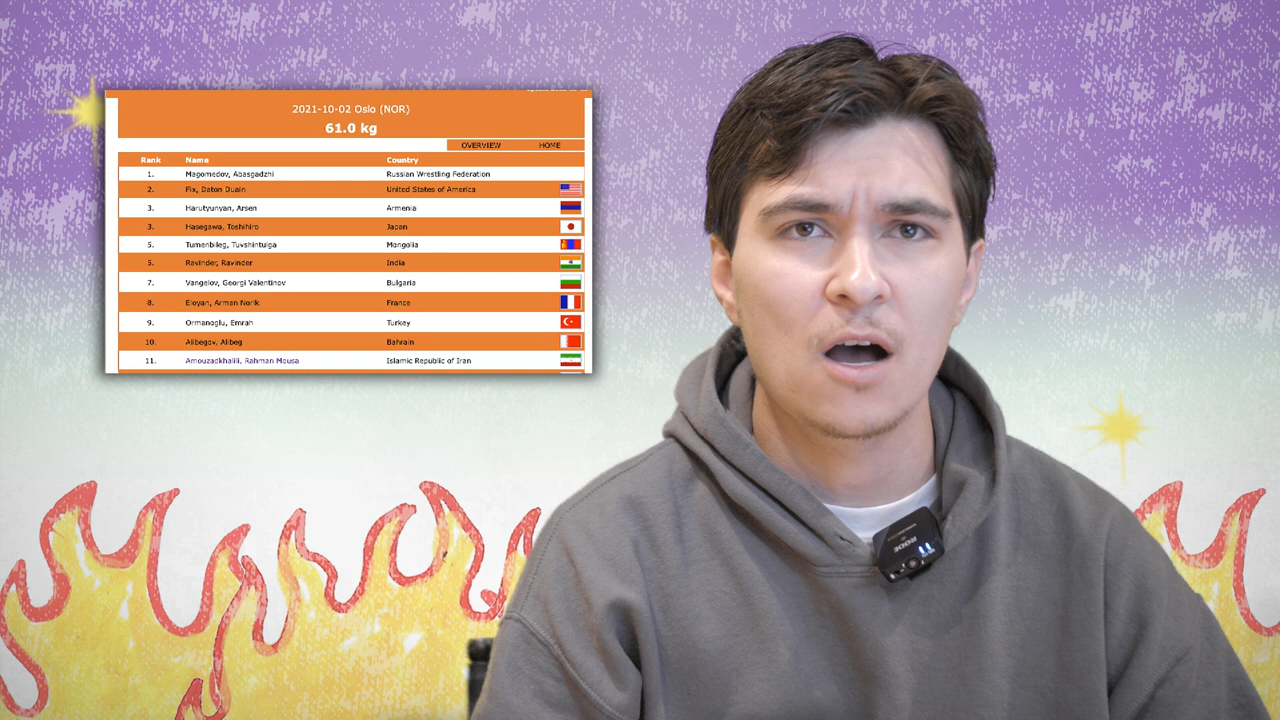 2021-10-02 Oslo (NOR)
61.0 kg
OVERVIEW HOME
Rank Name Country
1. Magomedov, Abasgadzhi Russian Wrestling Federation
2. Fix, Daton Duain United States of America
3. Harutyunyan, Arsen Armenia
3. Hasegawa, Toshihiro Japan
5. Tumenbileg, Tuvshintulga Mongolia
5. Ravinder, Ravinder India
7. Vangelov, Georgi Valentinov Bulgaria
8. Eloyan, Arman Norik France
9. Ormanoglu, Emrah Turkey
10. Alibegov, Alibeg Bahrain
11. Amouzadkhalili, Rahman Mousa Islamic Republic of Iran
RODE